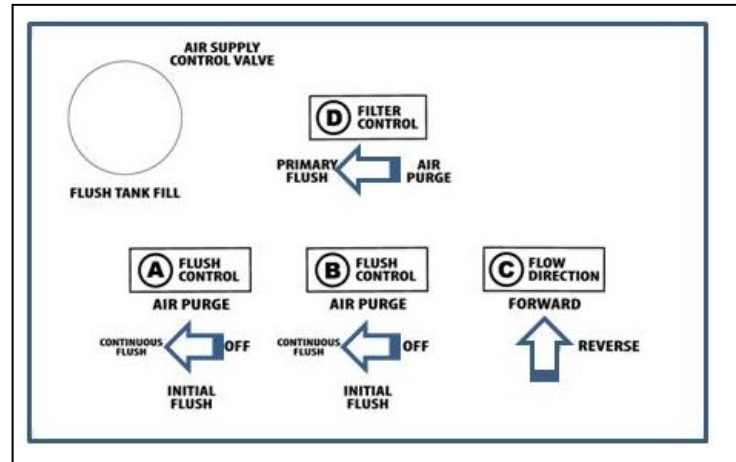 AIR SUPPLY
CONTROL VALVE
FLUSH TANK FILL
D FILTER
CONTROL
PRIMARY
FLUSH
AIR
PURGE
A FLUSH
CONTROL
AIR PURGE
CONTINUOUS
FLUSH
OFF
INITIAL
FLUSH
B FLUSH
CONTROL
AIR PURGE
CONTINUOUS
FLUSH
OFF
INITIAL
FLUSH
C FLOW
DIRECTION
FORWARD
REVERSE